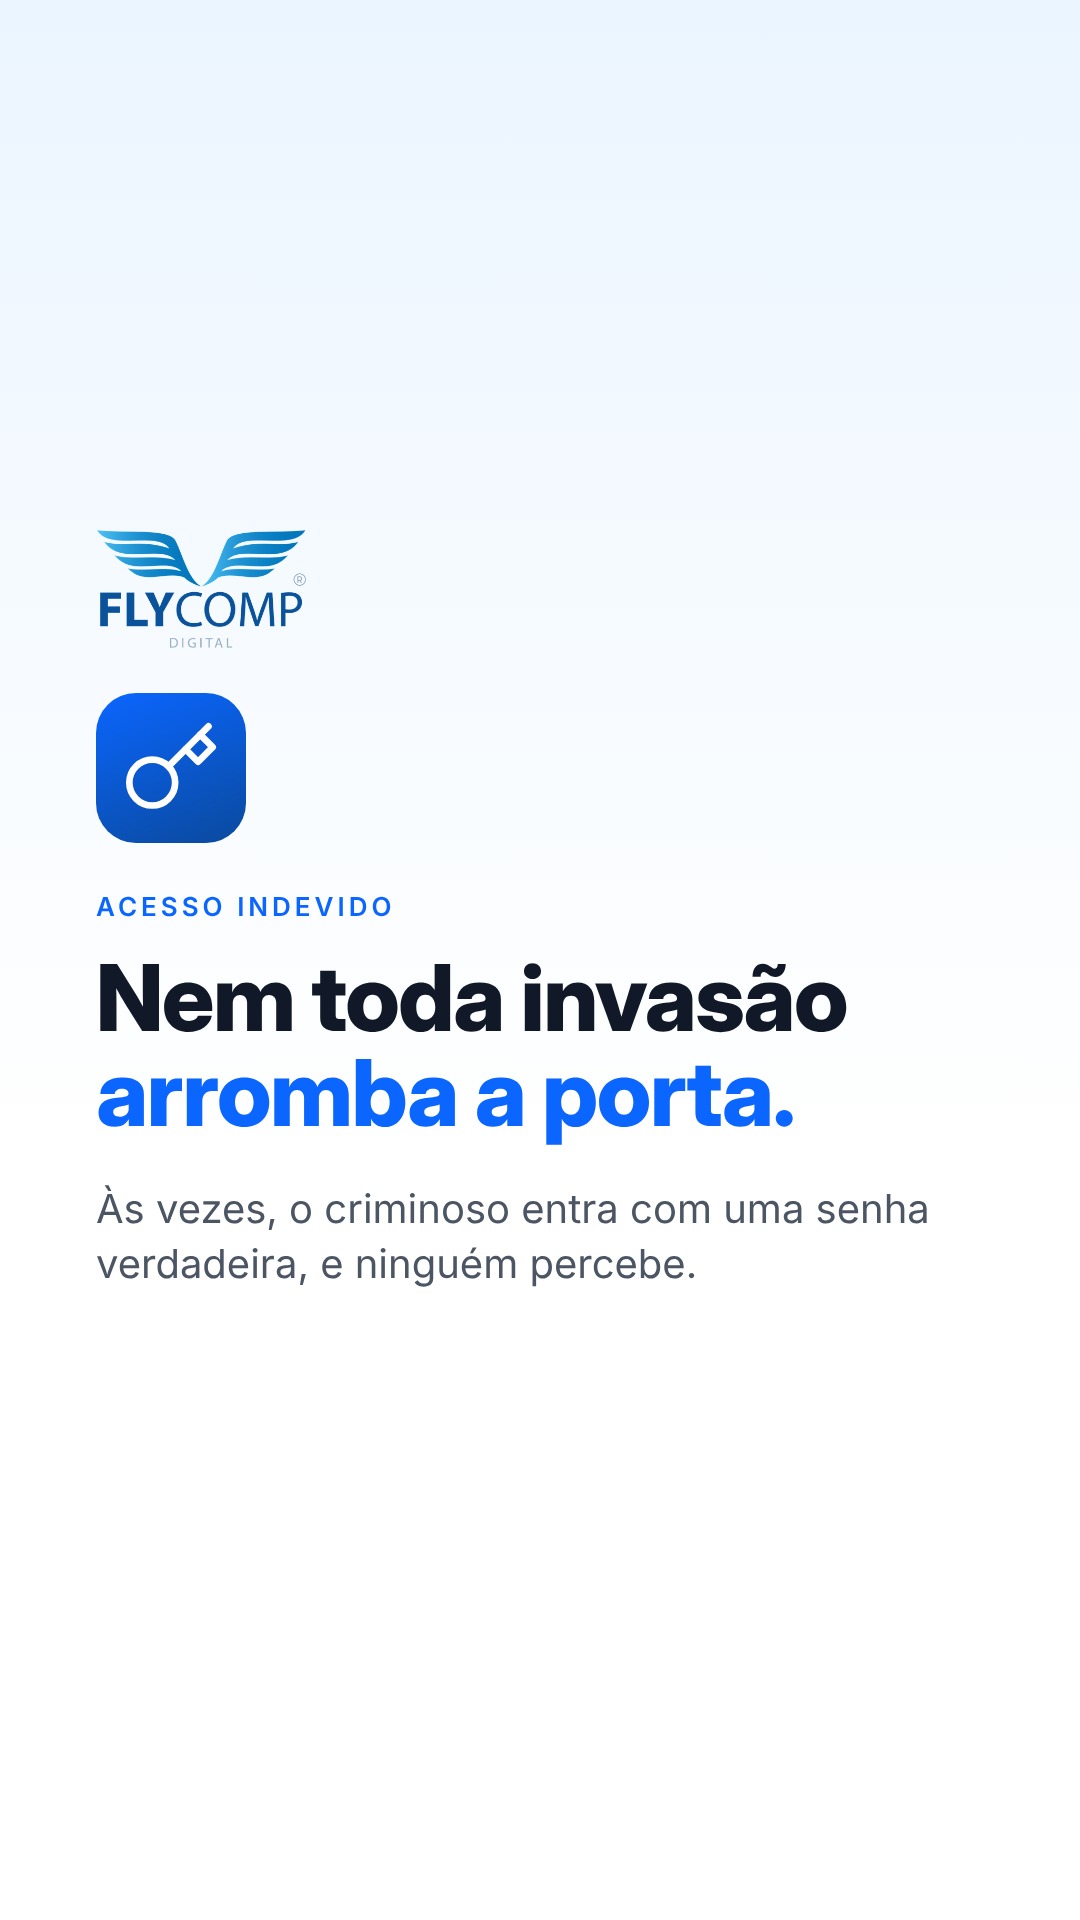 FLYCOMP®
DIGITAL
ACESSO INDEVIDO
Nem toda invasão
arromba a porta.
Às vezes, o criminoso entra com uma senha
verdadeira, e ninguém percebe.